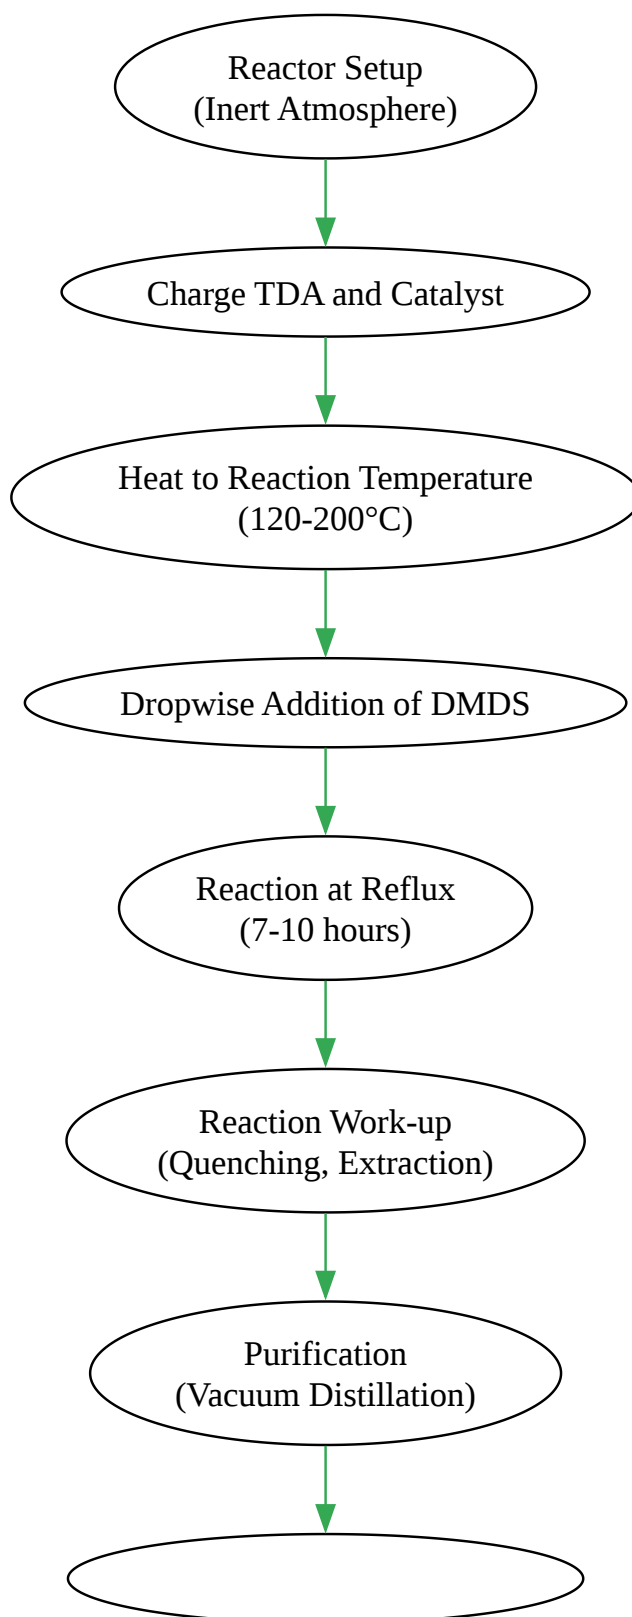 Reactor Setup
(Inert Atmosphere)
Charge TDA and Catalyst
Heat to Reaction Temperature
(120-200°C)
Dropwise Addition of DMDS
Reaction at Reflux
(7-10 hours)
Reaction Work-up
(Quenching, Extraction)
Purification
(Vacuum Distillation)